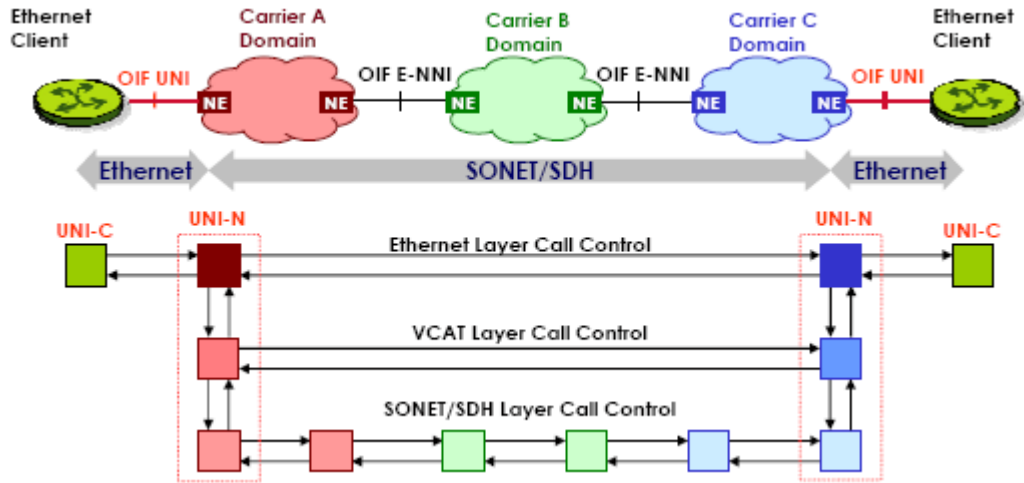 Ethernet
Client
Carrier A
Domain
Carrier B
Domain
Carrier C
Domain
Ethernet
Client
OIF UNI
OIF E-NNI
OIF E-NNI
OIF UNI
NE
NE
NE
NE
NE
NE
Ethernet
SONET/SDH
Ethernet
UNI-C
UNI-N
UNI-N
UNI-C
Ethernet Layer Call Control
VCAT Layer Call Control
SONET/SDH Layer Call Control